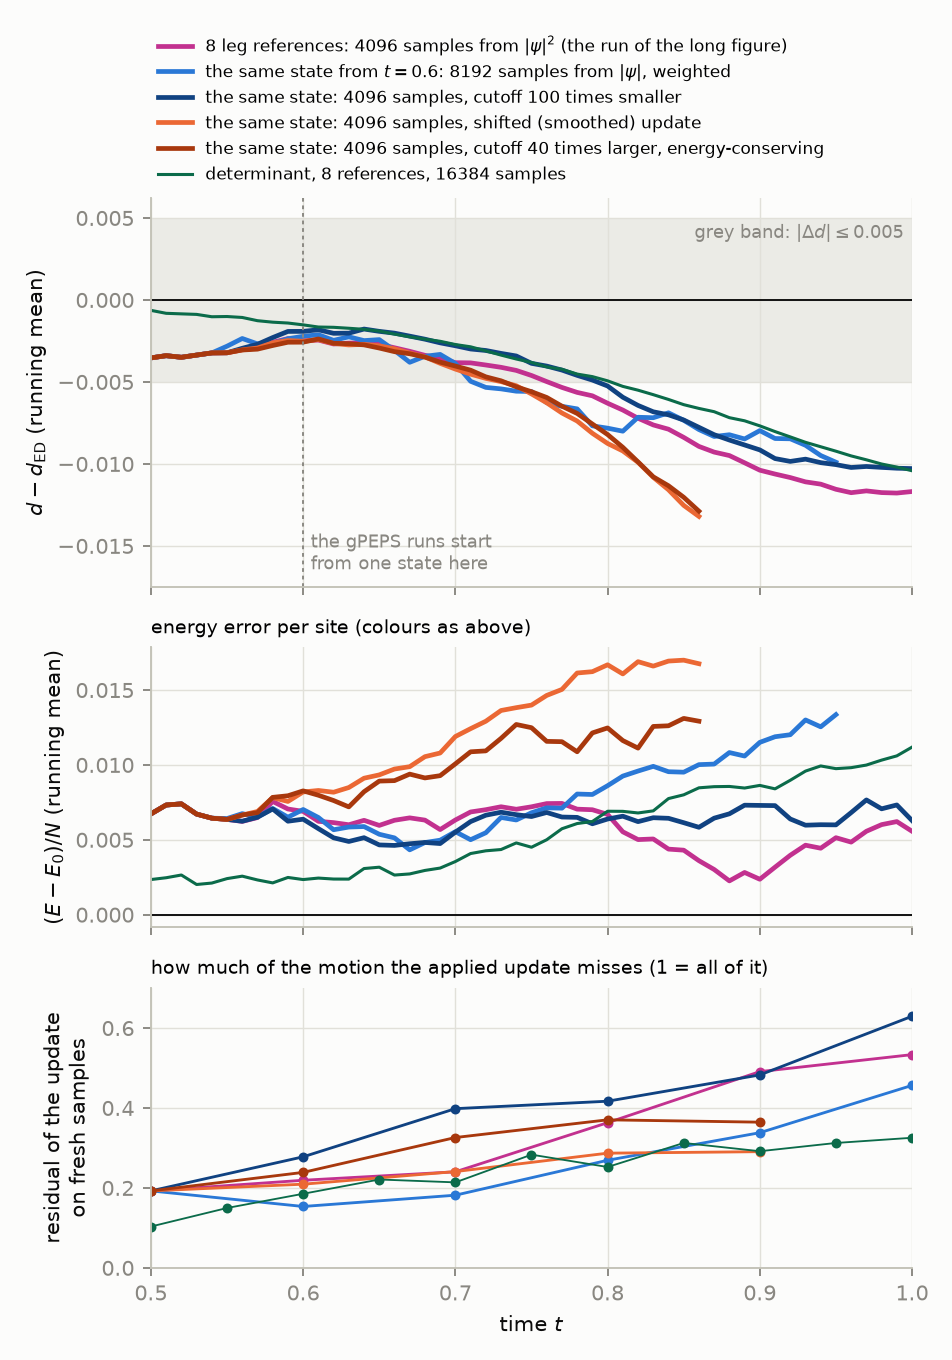 8 leg references: 4096 samples from |ψ|² (the run of the long figure)
the same state from t = 0.6: 8192 samples from |ψ|, weighted
the same state: 4096 samples, cutoff 100 times smaller
the same state: 4096 samples, shifted (smoothed) update
the same state: 4096 samples, cutoff 40 times larger, energy-conserving
determinant, 8 references, 16384 samples
d − d_ED (running mean)
0.005
0.000
−0.005
−0.010
−0.015
grey band: |Δd| ≤ 0.005
the gPEPS runs start
from one state here
energy error per site (colours as above)
(E − E₀)/N (running mean)
0.015
0.010
0.005
0.000
how much of the motion the applied update misses (1 = all of it)
residual of the update
on fresh samples
0.6
0.4
0.2
0.0
0.5 0.6 0.7 0.8 0.9 1.0
time t